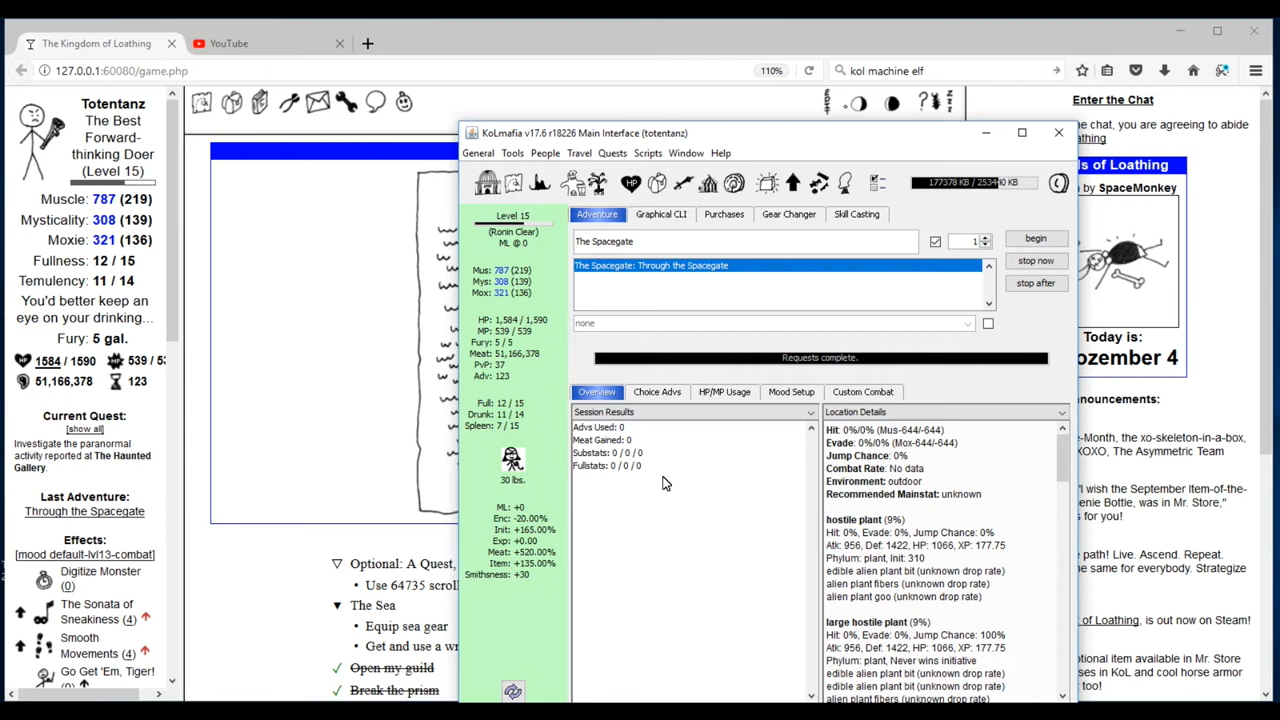 The Kingdom of Loathing
YouTube
127.0.0.1:60080/game.php
110%
kol machine elf
Totentanz
The Best
Forward-
thinking Doer
(Level 15)
Muscle: 787 (219)
Mysticality: 308 (139)
Moxie: 321 (136)
Fullness: 12 / 15
Temulency: 11 / 14
You'd better keep an
eye on your drinking...
Fury: 5 gal.
HP
1584 / 1590
MP
539 / 53
51,166,378
123
Current Quest:
[show all]
Investigate the paranormal
activity reported at The Haunted
Gallery.
Last Adventure:
Through the Spacegate
Effects:
[mood default-lvl13-combat]
Digitize Monster
(0)
The Sonata of
Sneakiness (4)
Smooth
Movements (4)
Go Get 'Em, Tiger!
Optional: A Quest,
Use 64735 scroll
The Sea
Equip sea gear
Get and use a wr
Open my guild
Break the prism
KoLmafia v17.6 r18226 Main Interface (totentanz)
General Tools People Travel Quests Scripts Window Help
HP
177378 KB / 253440 KB
Level 15
(Ronin Clear)
ML @ 0
Mus: 787 (219)
Mys: 308 (139)
Mox: 321 (136)
HP: 1,584 / 1,590
MP: 539 / 539
Fury: 5 / 5
Meat: 51,166,378
PvP: 37
Adv: 123
Full: 12 / 15
Drunk: 11 / 14
Spleen: 7 / 15
30 lbs.
ML: +0
Enc: -20.00%
Init: +165.00%
Exp: +0.00
Meat: +520.00%
Item: +135.00%
Smithsness: +30
Adventure Graphical CLI Purchases Gear Changer Skill Casting
The Spacegate
1
begin
The Spacegate: Through the Spacegate
stop now
stop after
none
Requests complete.
Overview Choice Advs HP/MP Usage Mood Setup Custom Combat
Session Results
Advs Used: 0
Meat Gained: 0
Substats: 0 / 0 / 0
Fullstats: 0 / 0 / 0
Location Details
Hit: 0%/0% (Mus-644/-644)
Evade: 0%/0% (Mox-644/-644)
Jump Chance: 0%
Combat Rate: No data
Environment: outdoor
Recommended Mainstat: unknown
hostile plant (9%)
Hit: 0%, Evade: 0%, Jump Chance: 0%
Atk: 956, Def: 1422, HP: 1066, XP: 177.75
Phylum: plant, Init: 310
edible alien plant bit (unknown drop rate)
alien plant fibers (unknown drop rate)
alien plant goo (unknown drop rate)
large hostile plant (9%)
Hit: 0%, Evade: 0%, Jump Chance: 100%
Atk: 956, Def: 1422, HP: 1066, XP: 177.75
Phylum: plant, Never wins initiative
edible alien plant bit (unknown drop rate)
edible alien plant bit (unknown drop rate)
alien plant fibers (unknown drop rate)
Enter the Chat
e chat, you are agreeing to abide
athing.
s of Loathing
n by SpaceMonkey
Today is:
ozember 4
nouncements:
e-Month, the xo-skeleton-in-a-box,
XOXO, The Asymmetric Team
wish the September Item-of-the-
enie Bottle, was in Mr. Store,"
s for you!
path! Live. Ascend. Repeat.
he same for everybody. Strategize
t of Loathing, is out now on Steam!
otional item available in Mr. Store
ses in KoL and cool horse armor
too!